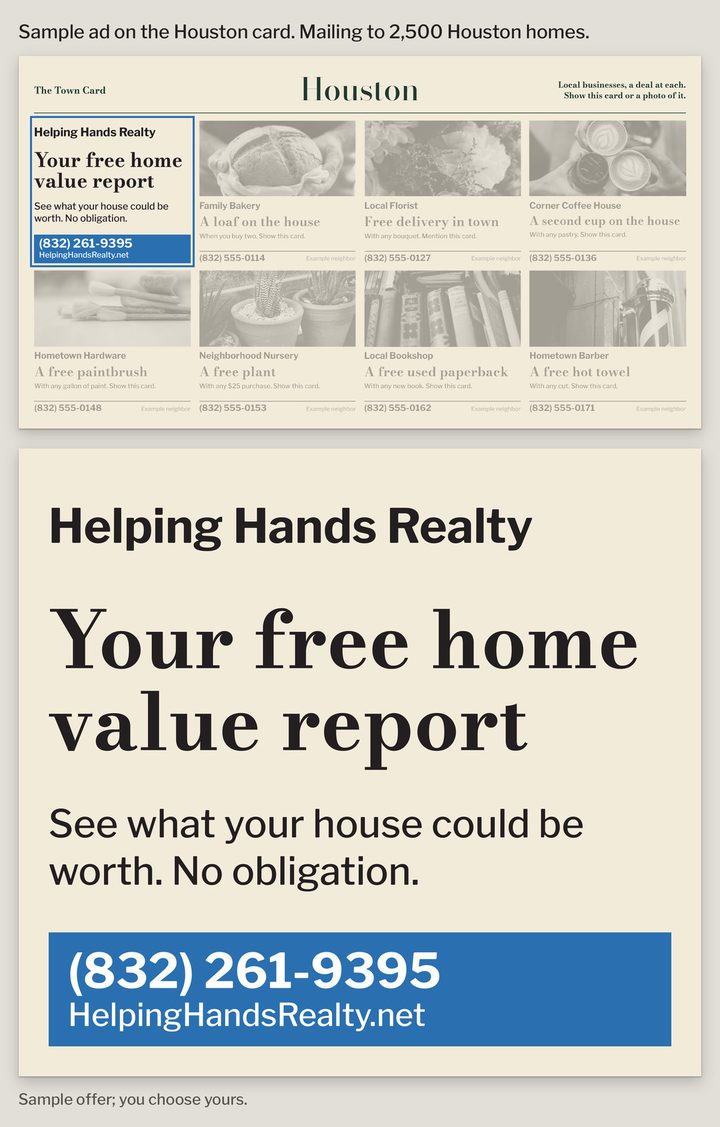 Sample ad on the Houston card. Mailing to 2,500 Houston homes.
The Town Card
Houston
Local businesses, a deal at each.
Show this card or a photo of it.
Helping Hands Realty
Your free home
value report
See what your house could be
worth. No obligation.
(832) 261-9395
HelpingHandsRealty.net
Family Bakery
A loaf on the house
When you buy two. Show this card.
(832) 555-0114
Example neighbor
Local Florist
Free delivery in town
With any bouquet. Mention this card.
(832) 555-0127
Example neighbor
Corner Coffee House
A second cup on the house
With any pastry. Show this card.
(832) 555-0136
Example neighbor
Hometown Hardware
A free paintbrush
With any gallon of paint. Show this card.
(832) 555-0148
Example neighbor
Neighborhood Nursery
A free plant
With any $25 purchase. Show this card.
(832) 555-0153
Example neighbor
Local Bookshop
A free used paperback
With any new book. Show this card.
(832) 555-0162
Example neighbor
Hometown Barber
A free hot towel
With any cut. Show this card.
(832) 555-0171
Example neighbor
Helping Hands Realty
Your free home
value report
See what your house could be
worth. No obligation.
(832) 261-9395
HelpingHandsRealty.net
Sample offer; you choose yours.